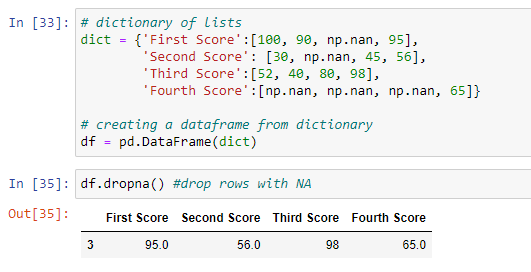 In [33]: # dictionary of lists
dict = {'First Score':[100, 90, np.nan, 95],
'Second Score': [30, np.nan, 45, 56],
'Third Score':[52, 40, 80, 98],
'Fourth Score':[np.nan, np.nan, np.nan, 65]}
# creating a dataframe from dictionary
df = pd.DataFrame(dict)
In [35]: df.dropna() #drop rows with NA
Out[35]:
First Score Second Score Third Score Fourth Score
3 95.0 56.0 98 65.0